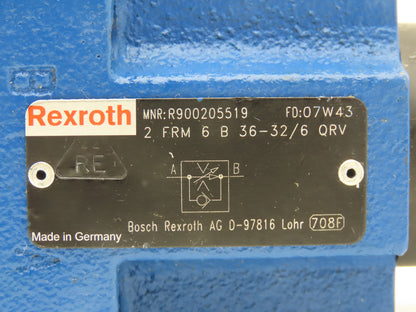 Rexroth MNR:R900205519 FD:07W43
2 FRM 6 B 36-32/6 QRV
RE
A B
Bosch Rexroth AG D-97816 Lohr 708F
Made in Germany